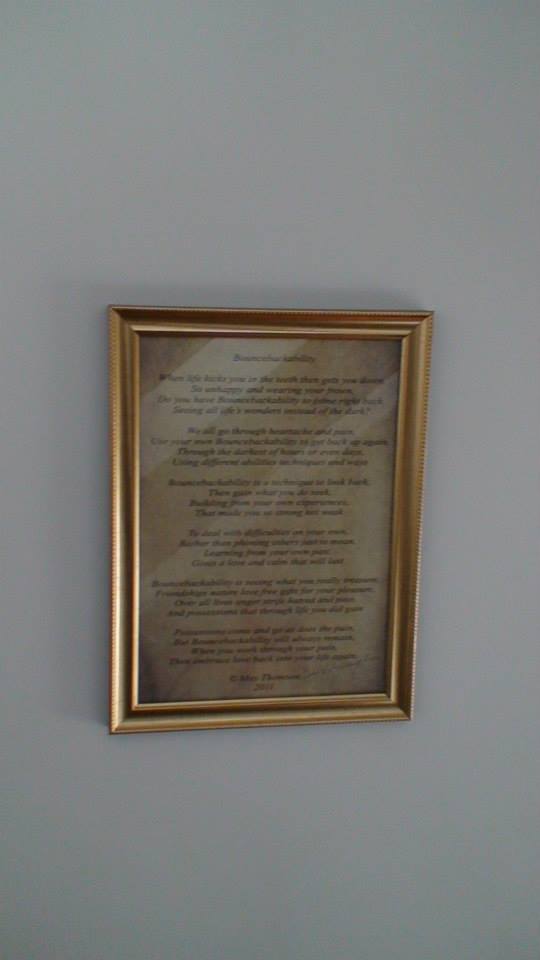 Bouncebackability
When life kicks you in the teeth then gets you down,
So unhappy and wearing your frown,
Do you have Bouncebackability to come right back
Seeing all life's wonders instead of the dark?
We all go through heartache and pain,
Use your own Bouncebackability to get back up again,
Through the darkest of hours or even days,
Using different abilities techniques and ways
Bouncebackability is a technique to look back,
Then gain what you do seek,
Building from your own experiences,
That made you so strong not weak
To deal with difficulties on your own,
Rather than phoning others just to moan,
Learning from your own past
Gives a love and calm that will last
Bouncebackability is seeing what you really treasure,
Friendships nature love free gifts for your pleasure,
Over all lives anger strife hatred and pain,
And possessions that through life you did gain
Possessions come and go as does the pain,
But Bouncebackability will always remain,
When you work through your pain,
Then embrace love back into your life again.
© May Thomson
2011